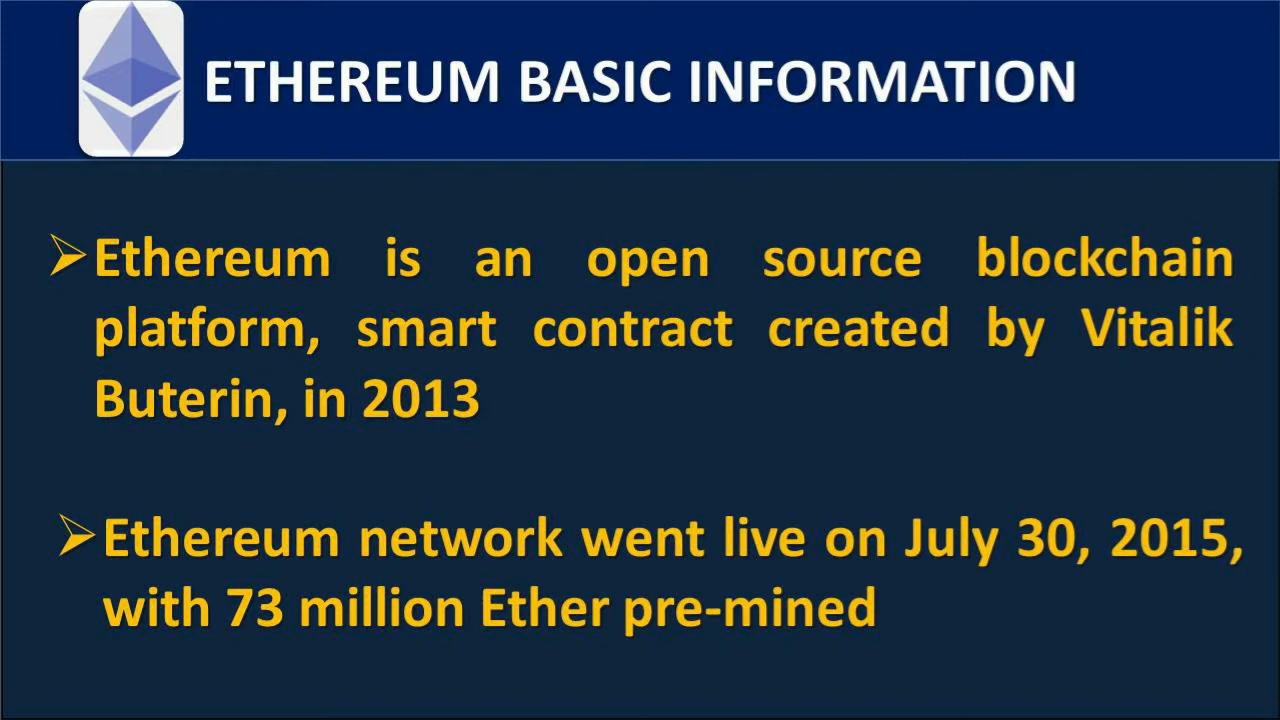 ETHEREUM BASIC INFORMATION
Ethereum is an open source blockchain
platform, smart contract created by Vitalik
Buterin, in 2013
Ethereum network went live on July 30, 2015,
with 73 million Ether pre-mined